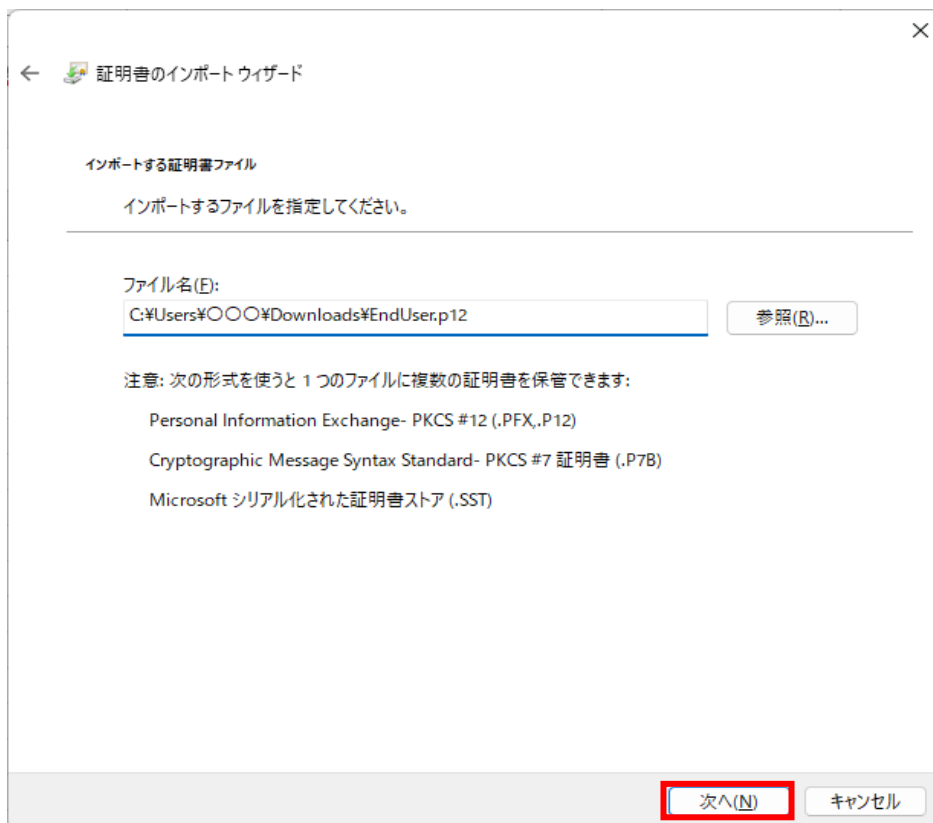 証明書のインポート ウィザード
インポートする証明書ファイル
インポートするファイルを指定してください。
ファイル名(F):
C:¥Users¥〇〇〇¥Downloads¥EndUser.p12
参照(R)...
注意: 次の形式を使うと 1 つのファイルに複数の証明書を保管できます:
Personal Information Exchange- PKCS #12 (.PFX,.P12)
Cryptographic Message Syntax Standard- PKCS #7 証明書 (.P7B)
Microsoft シリアル化された証明書ストア (.SST)
次へ(N)
キャンセル